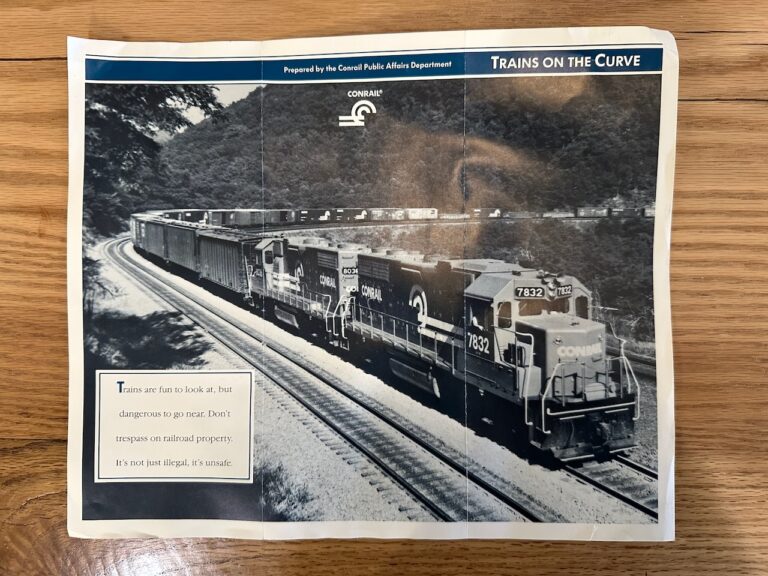 Prepared by the Conrail Public Affairs Department
TRAINS ON THE CURVE
CONRAIL®
7832
7832
803
CONRAIL
CONRAIL
7832
CONRAIL
Trains are fun to look at, but
dangerous to go near. Don't
trespass on railroad property.
It's not just illegal, it's unsafe.